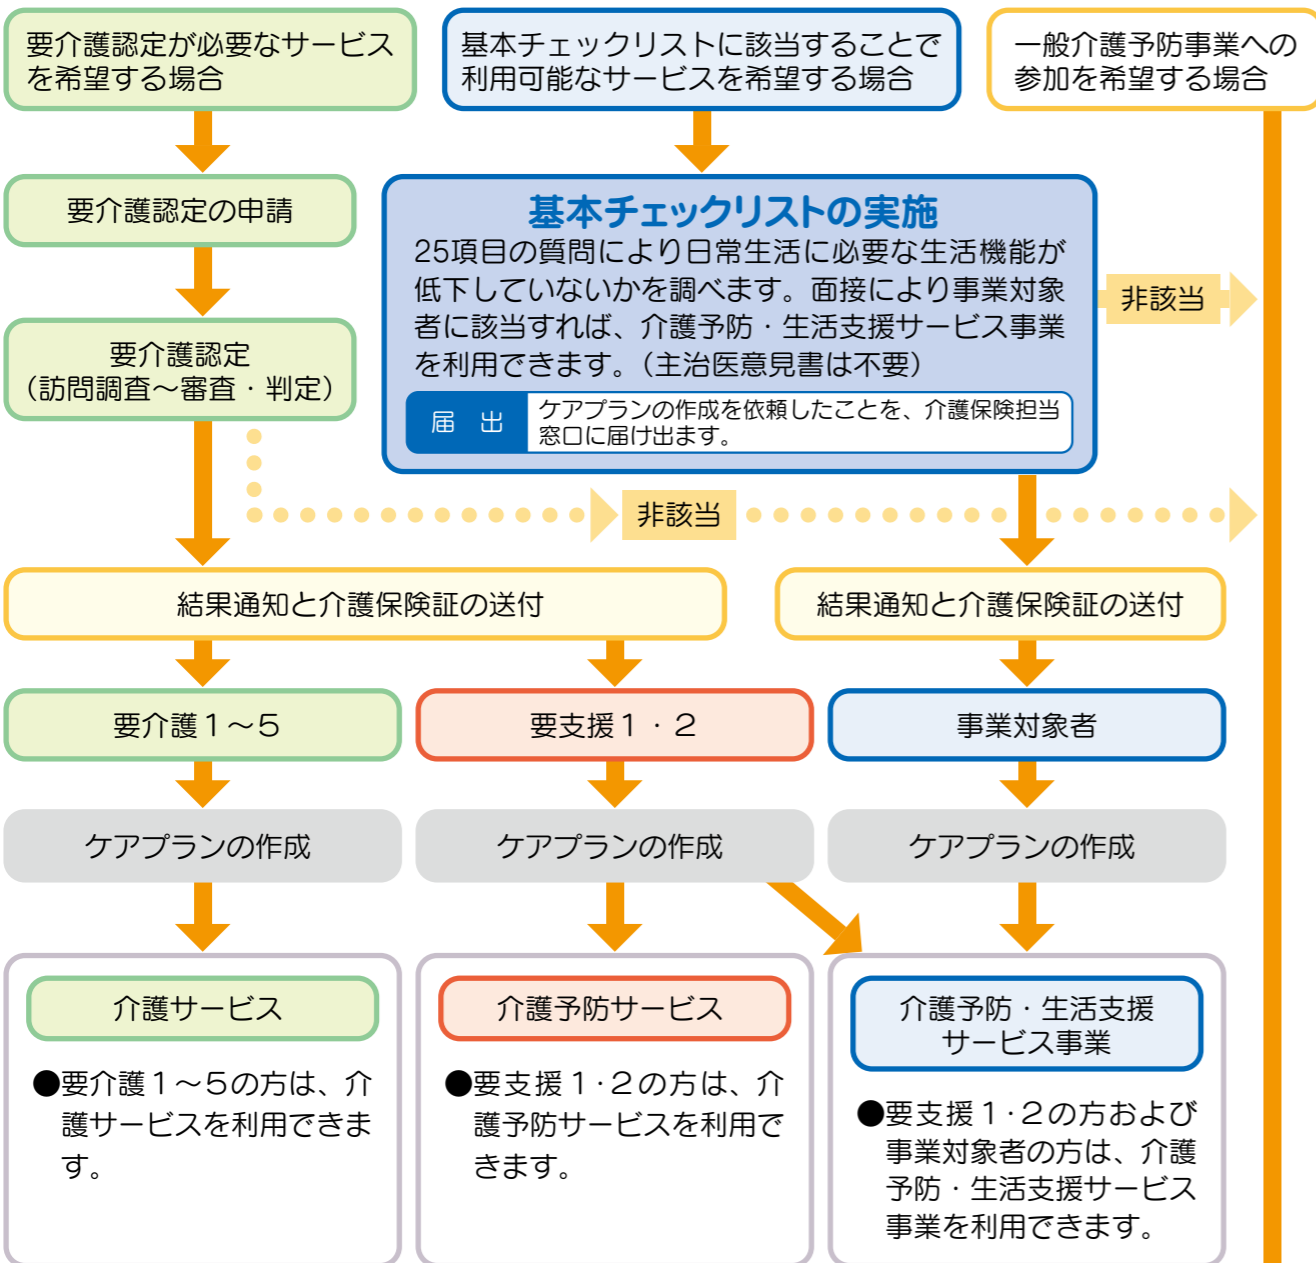 要介護認定が必要なサービス
を希望する場合
基本チェックリストに該当することで
利用可能なサービスを希望する場合
一般介護予防事業への
参加を希望する場合
要介護認定の申請
基本チェックリストの実施
25項目の質問により日常生活に必要な生活機能が
低下していないかを調べます。面接により事業対象
者に該当すれば、介護予防・生活支援サービス事業
を利用できます。（主治医意見書は不要）
届 出
ケアプランの作成を依頼したことを、介護保険担当
窓口に届け出ます。
非該当
要介護認定
（訪問調査～審査・判定）
非該当
結果通知と介護保険証の送付
結果通知と介護保険証の送付
要介護１～５
要支援１・２
事業対象者
ケアプランの作成
ケアプランの作成
ケアプランの作成
介護サービス
●要介護１～５の方は、介
護サービスを利用できま
す。
介護予防サービス
●要支援１・２の方は、介
護予防サービスを利用で
きます。
介護予防・生活支援
サービス事業
●要支援１・２の方および
事業対象者の方は、介護
予防・生活支援サービス
事業を利用できます。